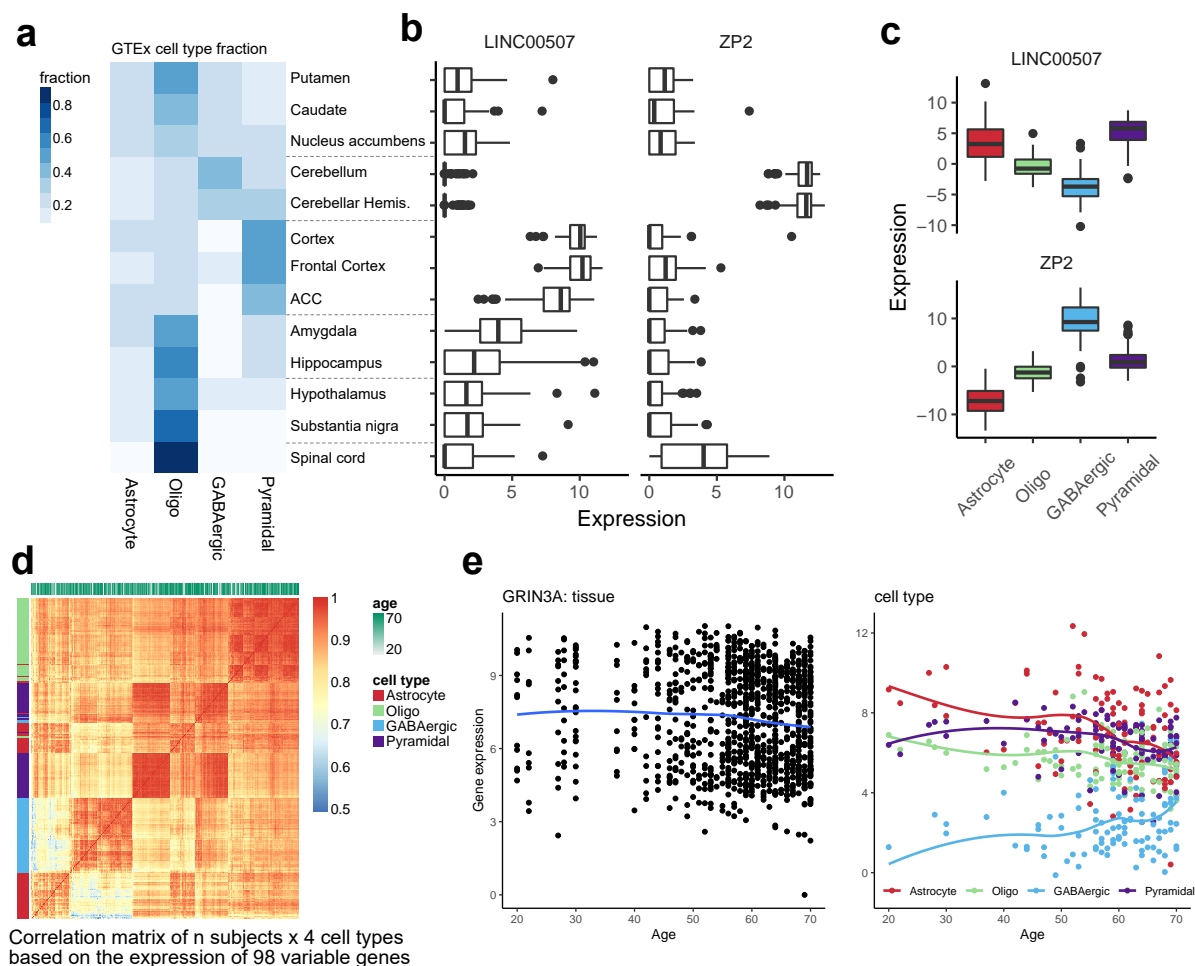 a
GTEx cell type fraction
fraction
0.8
0.6
0.4
0.2
Putamen
Caudate
Nucleus accumbens
Cerebellum
Cerebellar Hemis.
Cortex
Frontal Cortex
ACC
Amygdala
Hippocampus
Hypothalamus
Substantia nigra
Spinal cord
Astrocyte
Oligo
GABAergic
Pyramidal
b
LINC00507
ZP2
0
5
10
0
5
10
Expression
c
LINC00507
10
5
0
−5
−10
ZP2
10
0
−10
Expression
Astrocyte
Oligo
GABAergic
Pyramidal
d
1
0.9
0.8
0.7
0.6
0.5
age
70
20
cell type
Astrocyte
Oligo
GABAergic
Pyramidal
Correlation matrix of n subjects x 4 cell types
based on the expression of 98 variable genes
e
GRIN3A: tissue
Gene expression
9
6
3
0
20
30
40
50
60
70
Age
cell type
12
8
4
0
Astrocyte
Oligo
GABAergic
Pyramidal
20
30
40
50
60
70
Age